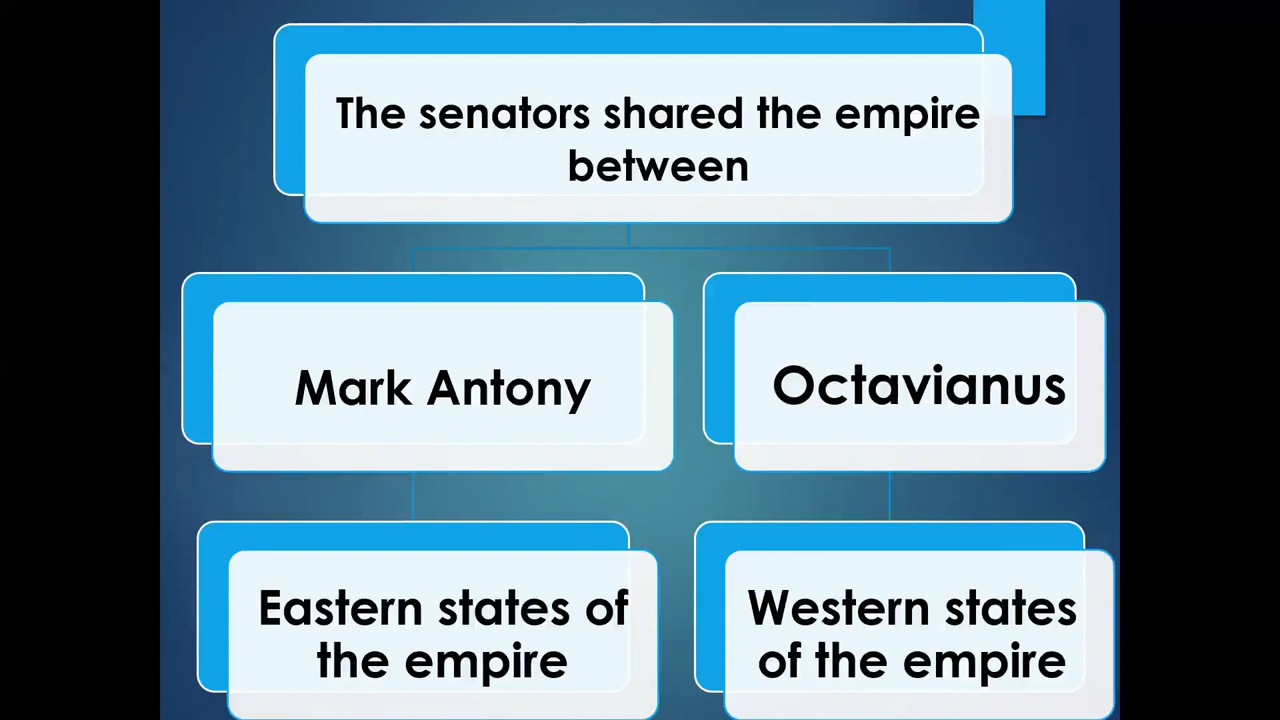 The senators shared the empire
between
Mark Antony
Octavianus
Eastern states of
the empire
Western states
of the empire